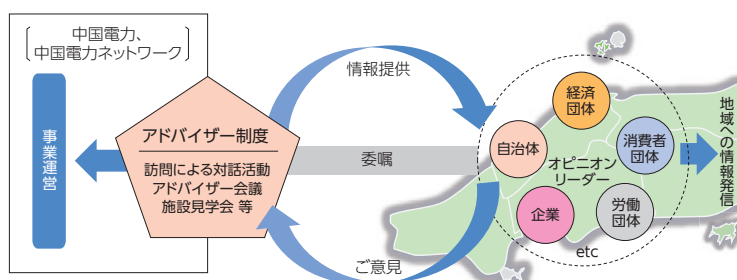 中国電力、
中国電力ネットワーク
事業運営
アドバイザー制度
訪問による対話活動
アドバイザー会議
施設見学会 等
情報提供
委嘱
ご意見
経済
団体
自治体
消費者
団体
オピニオン
リーダー
企業
労働
団体
etc
地域への情報発信